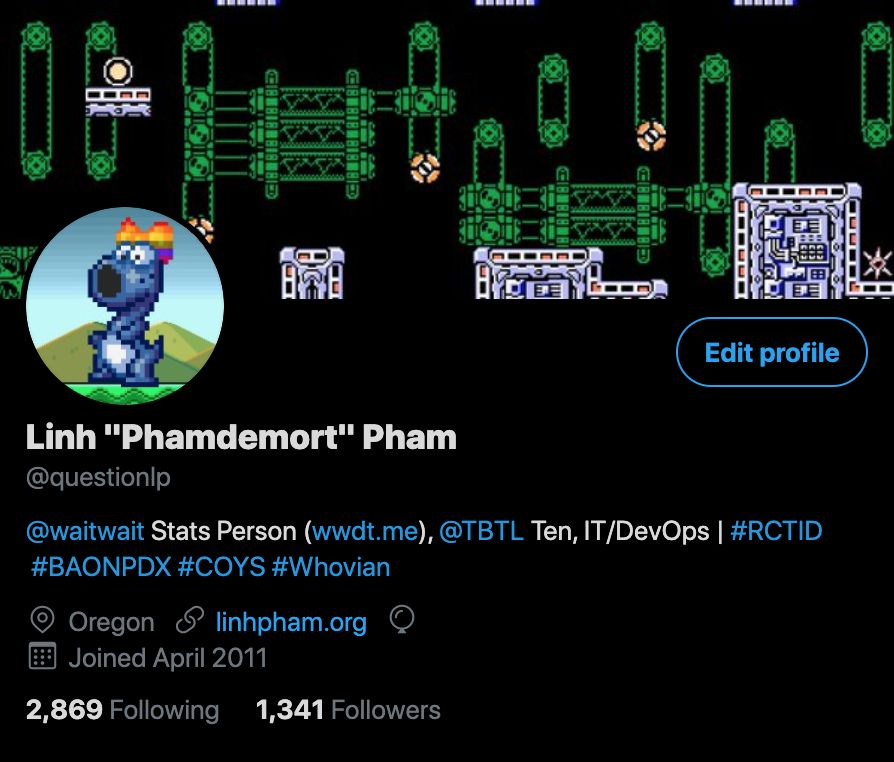 Edit profile
Linh "Phamdemort" Pham
@questionlp
@waitwait Stats Person (wwdt.me), @TBTL Ten, IT/DevOps | #RCTID
#BAONPDX #COYS #Whovian
Oregon linhpham.org
Joined April 2011
2,869 Following 1,341 Followers